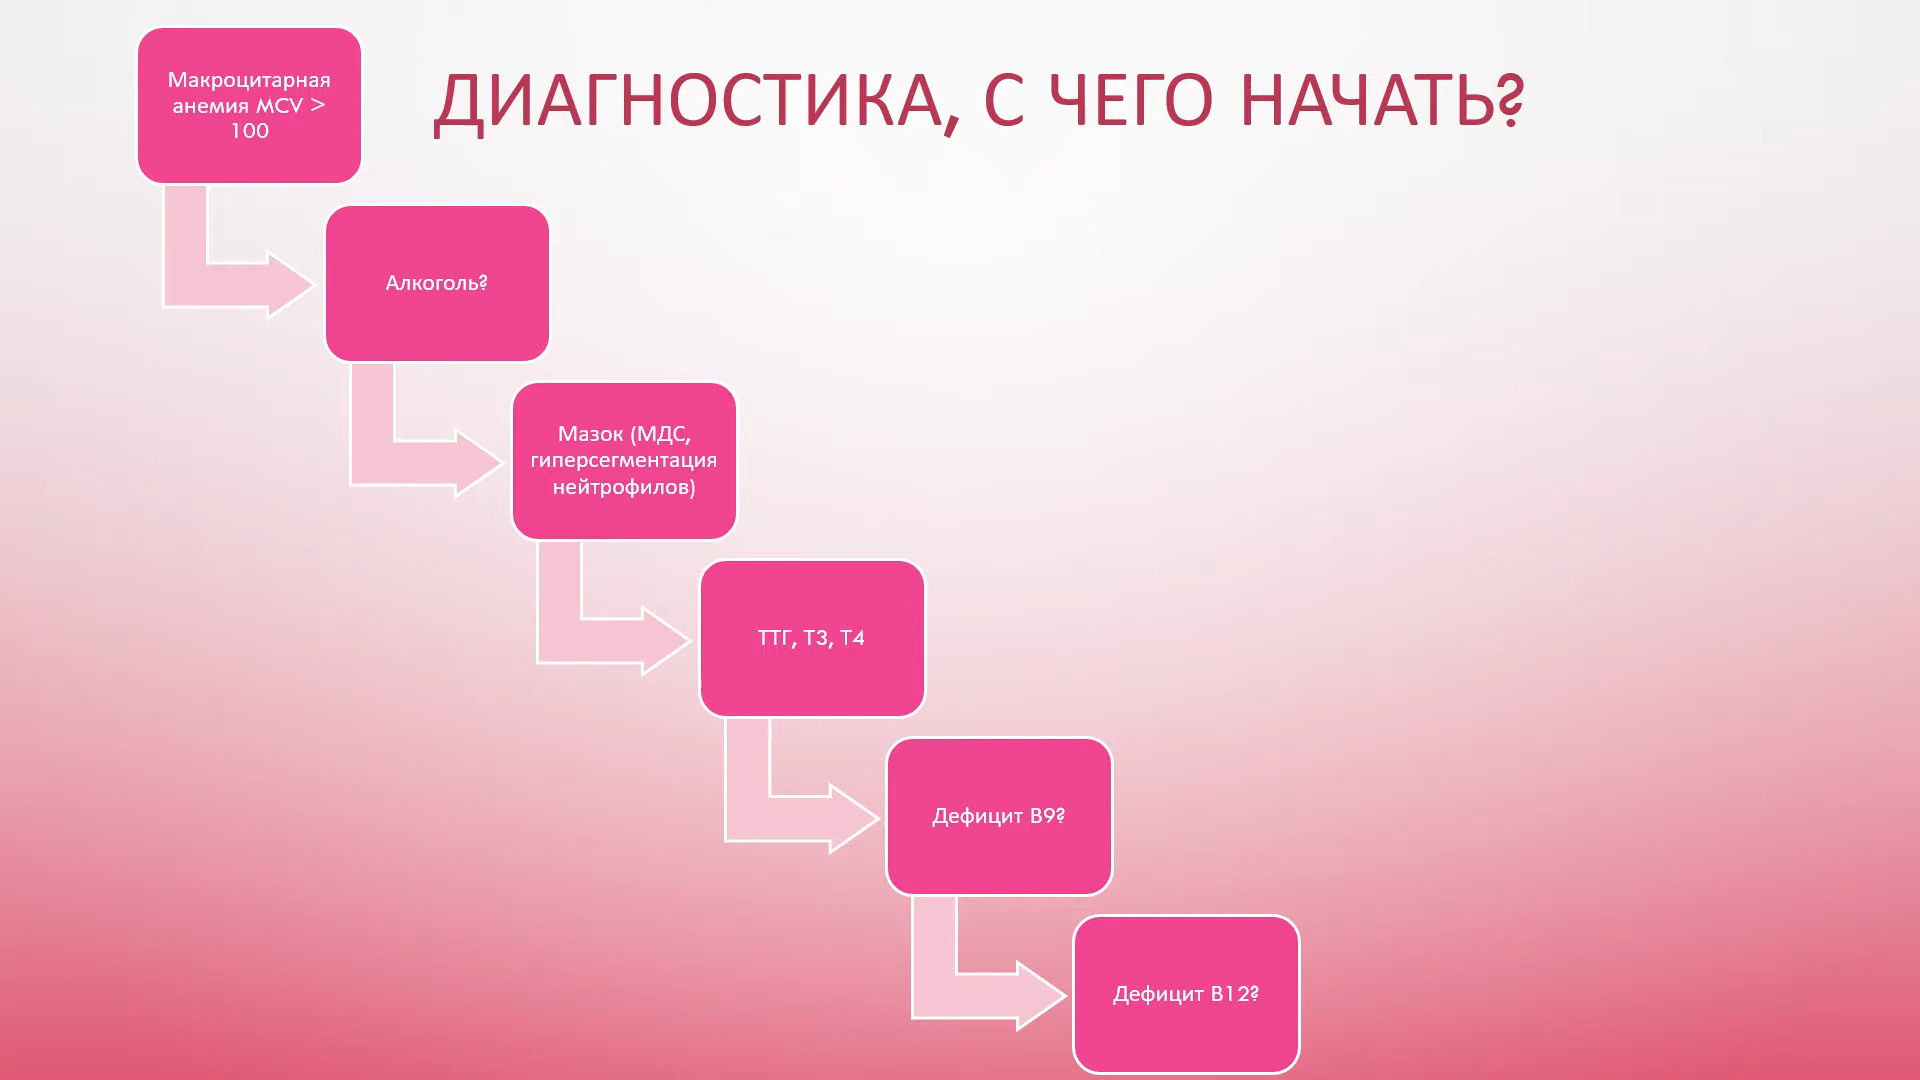 ДИАГНОСТИКА, С ЧЕГО НАЧАТЬ?
Макроцитарная
анемия MCV >
100
Алкоголь?
Мазок (МДС,
гиперсегментация
нейтрофилов)
ТТГ, Т3, Т4
Дефицит В9?
Дефицит В12?